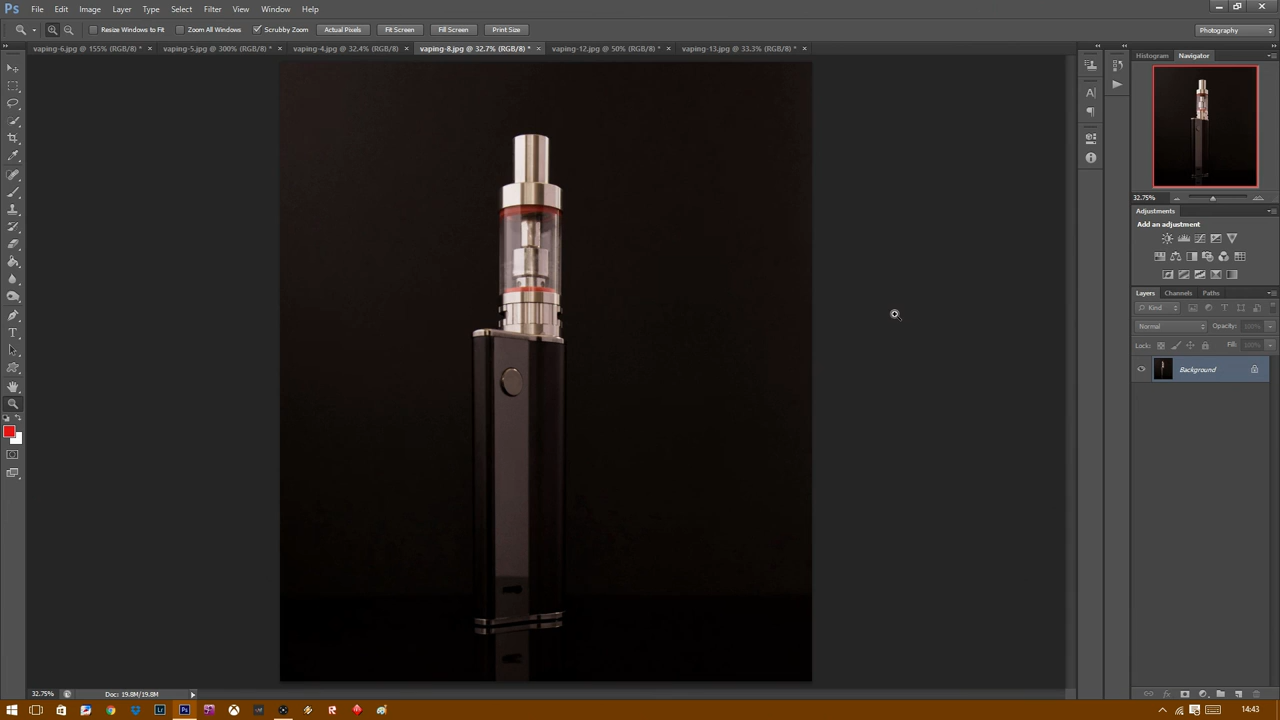 Ps File Edit Image Layer Type Select Filter View Window Help
Resize Windows to Fit Zoom All Windows Scrubby Zoom Actual Pixels Fit Screen Fill Screen Print Size Photography
vaping-6.jpg @ 155% (RGB/8) * × vaping-5.jpg @ 300% (RGB/8) * × vaping-4.jpg @ 32.4% (RGB/8) × vaping-8.jpg @ 32.7% (RGB/8) * × vaping-12.jpg @ 50% (RGB/8) * × vaping-13.jpg @ 33.3% (RGB/8) * ×
Histogram Navigator
32.75%
Adjustments
Add an adjustment
Layers Channels Paths
Kind
Normal Opacity: 100%
Lock: Fill: 100%
Background
32.75% Doc: 19.8M/19.8M
14:43